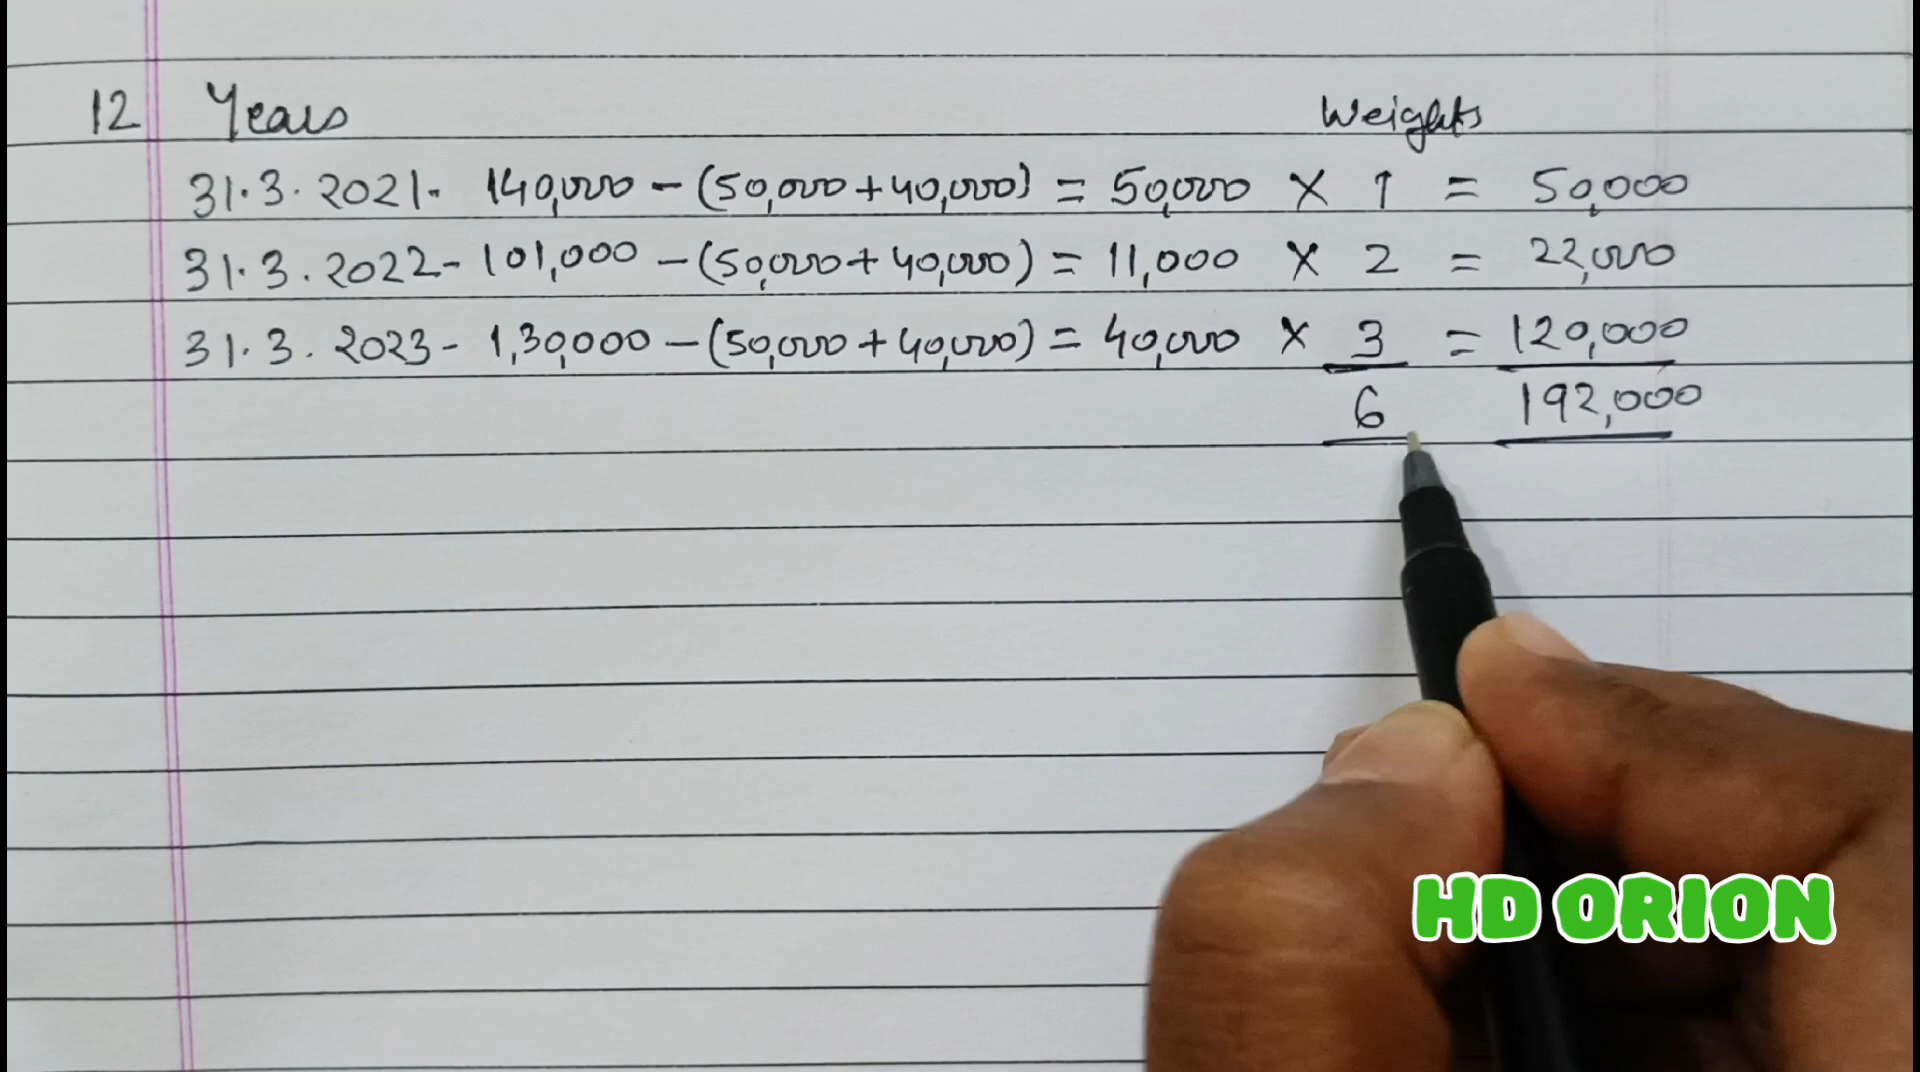 12 Years Weights
31.3.2021. 140,000 - (50,000 + 40,000) = 50,000 × 1 = 50,000
31.3.2022 - 101,000 - (50,000 + 40,000) = 11,000 × 2 = 22,000
31.3.2023 - 1,30,000 - (50,000 + 40,000) = 40,000 × 3 = 120,000
6 192,000
HD ORION